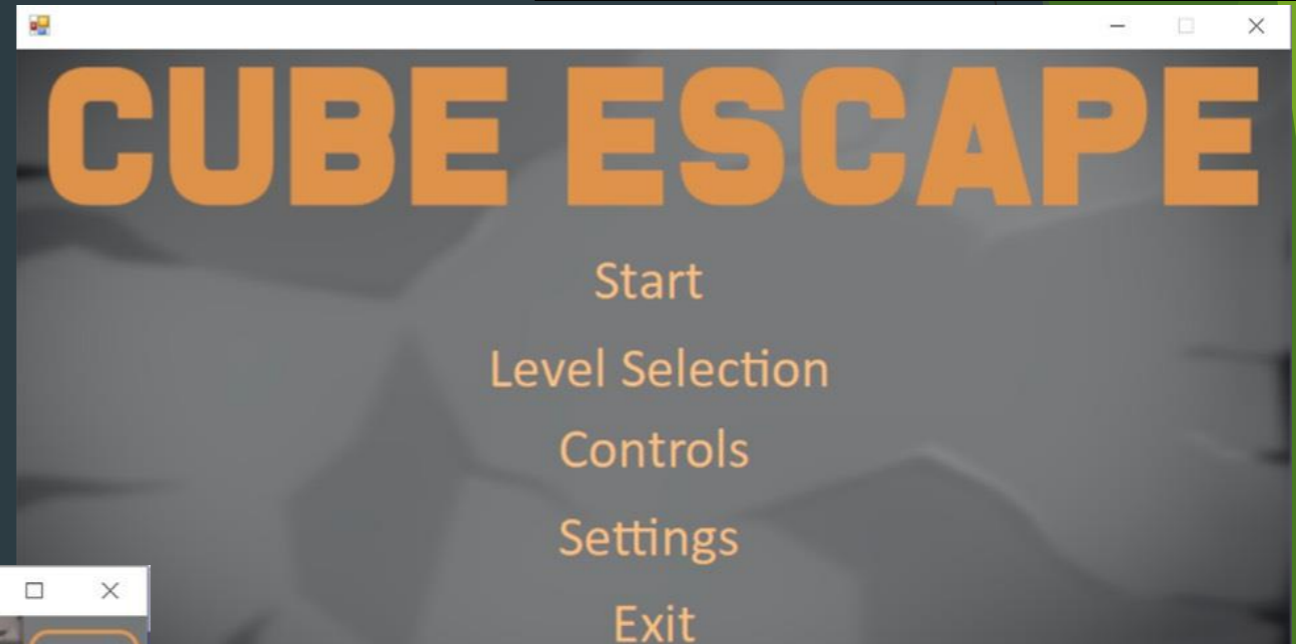 CUBE ESCAPE
Start
Level Selection
Controls
Settings
Exit